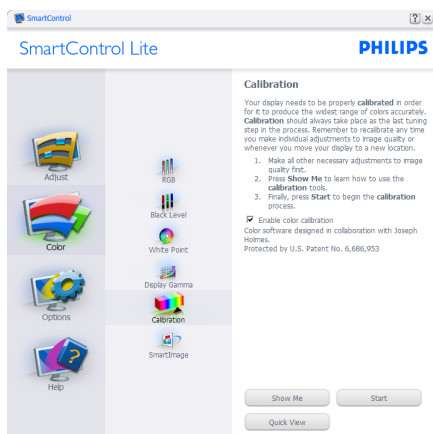 SmartControl
SmartControl Lite
PHILIPS
Adjust
Color
Options
Help
RGB
Black Level
White Point
Display Gamma
Calibration
SmartImage
Calibration
Your display needs to be properly calibrated in order
for it to produce the widest range of colors accurately.
Calibration should always take place as the last tuning
step in the process. Remember to recalibrate any time
you make individual adjustments to image quality or
whenever you move your display to a new location.
1. Make all other necessary adjustments to image
quality first.
2. Press Show Me to learn how to use the
calibration tools.
3. Finally, press Start to begin the calibration
process.
Enable color calibration
Color software designed in collaboration with Joseph
Holmes.
Protected by U.S. Patent No. 6,686,953
Show Me
Start
Quick View